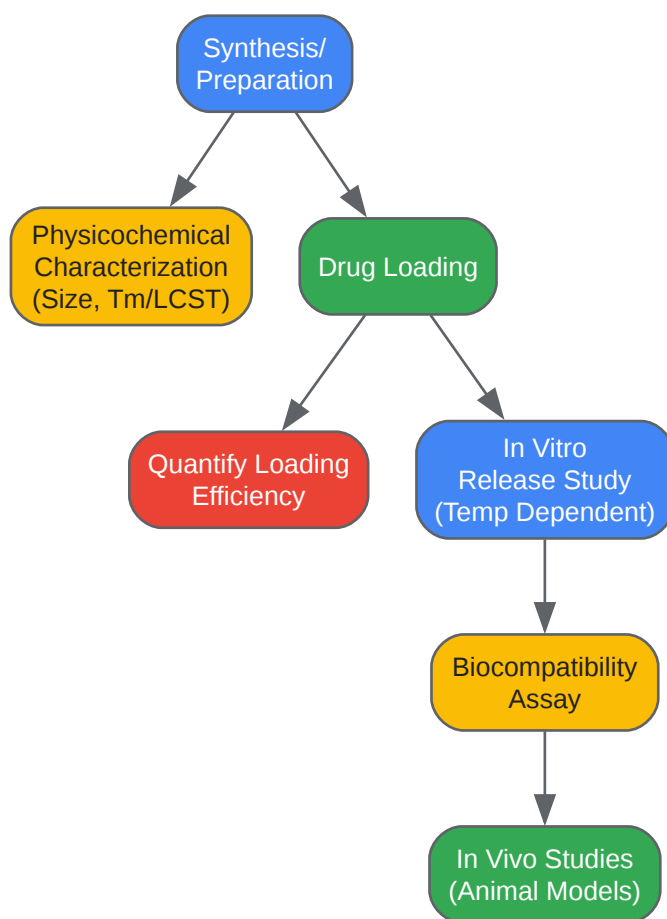 Synthesis/
Preparation
Physicochemical
Characterization
(Size, Tm/LCST)
Drug Loading
Quantify Loading
Efficiency
In Vitro
Release Study
(Temp Dependent)
Biocompatibility
Assay
In Vivo Studies
(Animal Models)